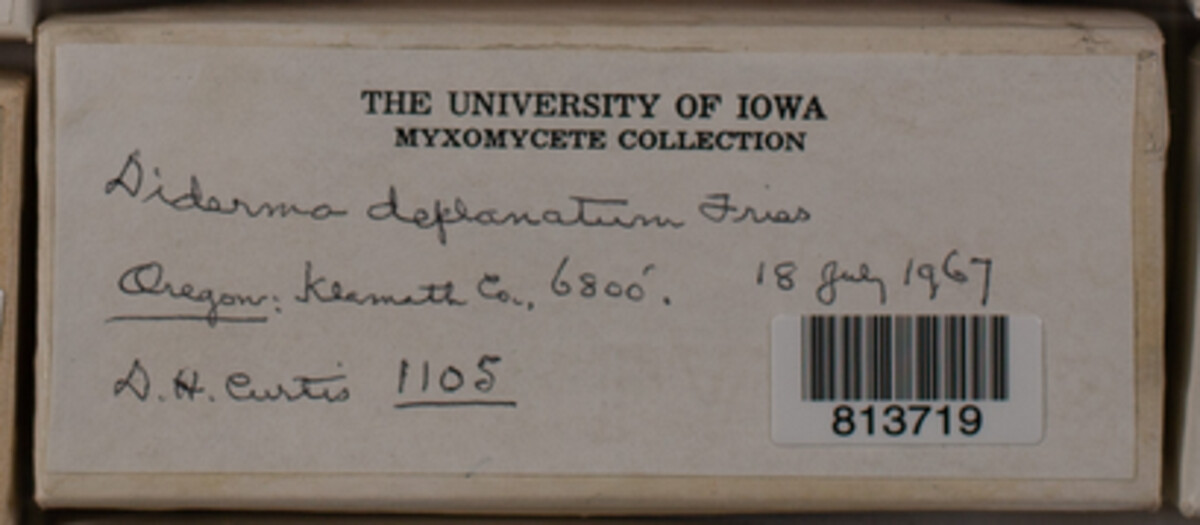 THE UNIVERSITY OF IOWA
MYXOMYCETE COLLECTION
Diderma deplanatum Fries
Oregon: Klamath Co., 6800'. 18 July 1967
D.H. Curtis 1105
813719